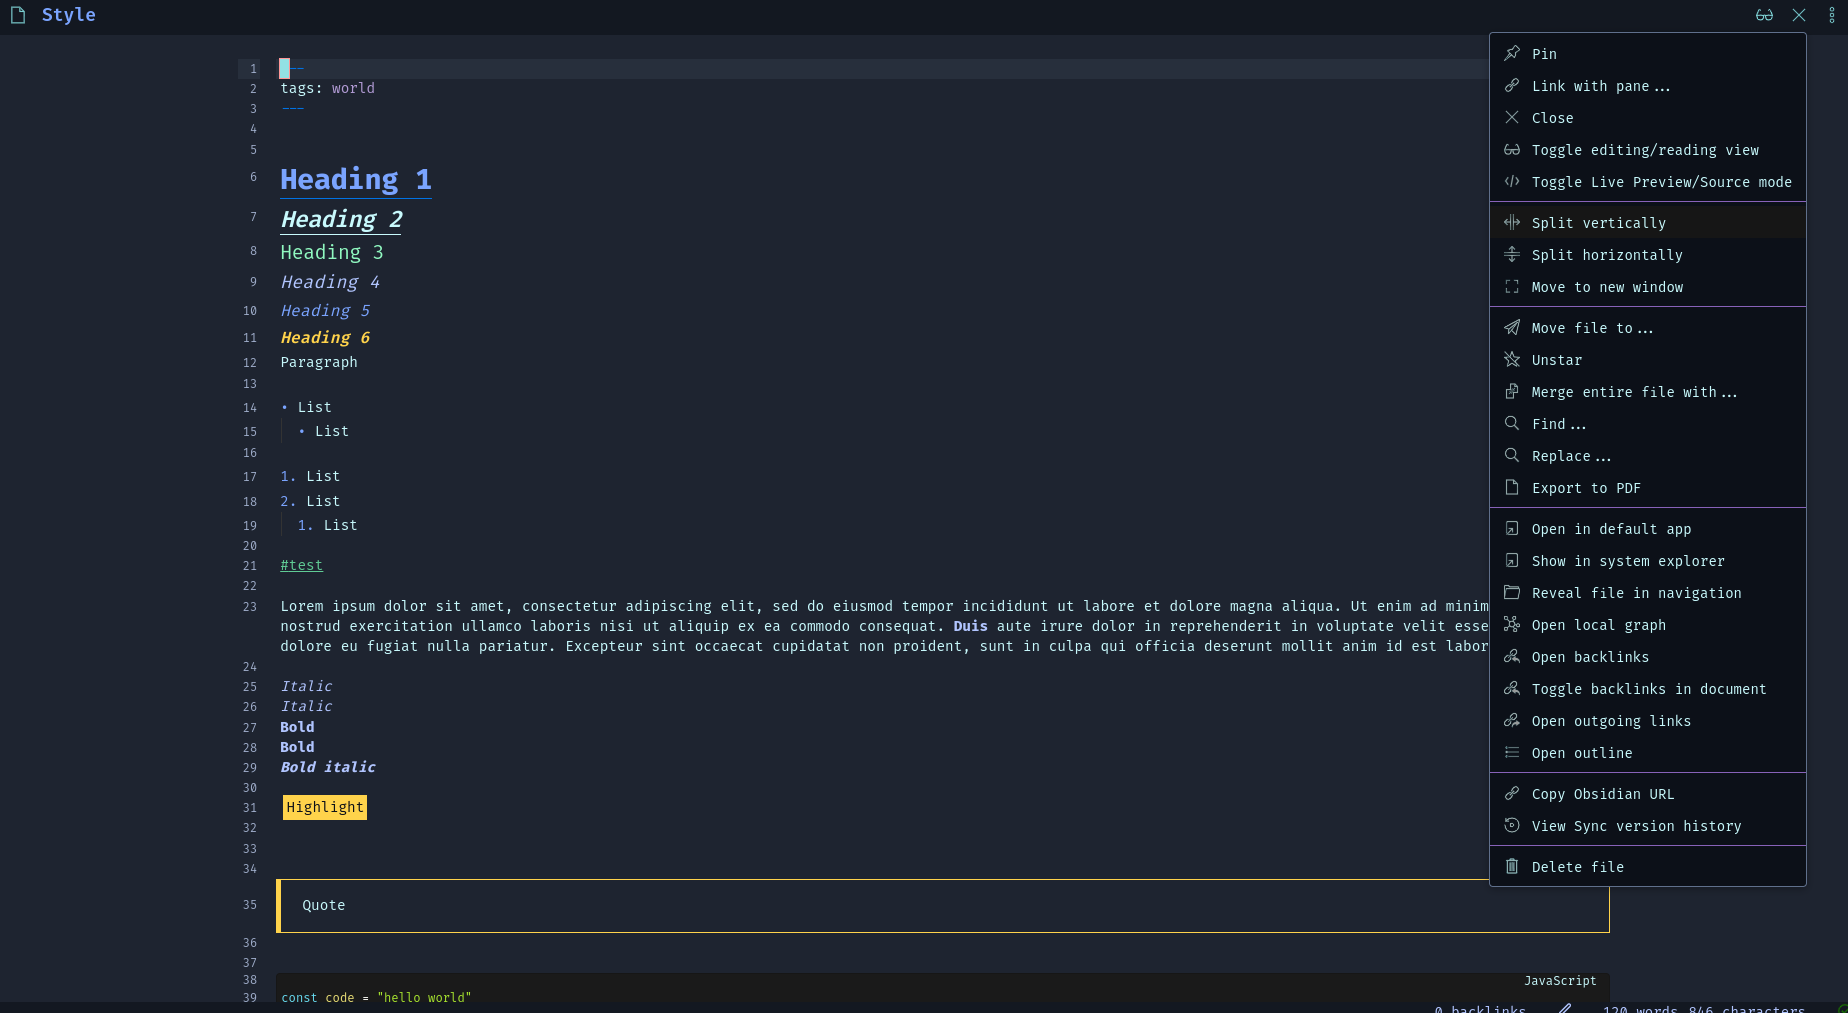 Style
1 ---
2 tags: world
3 ---
4
5
6 Heading 1
7 Heading 2
8 Heading 3
9 Heading 4
10 Heading 5
11 Heading 6
12 Paragraph
13
14 • List
15 • List
16
17 1. List
18 2. List
19 1. List
20
21 #test
22
23 Lorem ipsum dolor sit amet, consectetur adipiscing elit, sed do eiusmod tempor incididunt ut labore et dolore magna aliqua. Ut enim ad minim
nostrud exercitation ullamco laboris nisi ut aliquip ex ea commodo consequat. Duis aute irure dolor in reprehenderit in voluptate velit esse
dolore eu fugiat nulla pariatur. Excepteur sint occaecat cupidatat non proident, sunt in culpa qui officia deserunt mollit anim id est labor
24
25 Italic
26 Italic
27 Bold
28 Bold
29 Bold italic
30
31 Highlight
32
33
34
35 Quote
36
37
38 JavaScript
39 const code = "hello world"
Pin
Link with pane...
Close
Toggle editing/reading view
Toggle Live Preview/Source mode
Split vertically
Split horizontally
Move to new window
Move file to...
Unstar
Merge entire file with...
Find...
Replace...
Export to PDF
Open in default app
Show in system explorer
Reveal file in navigation
Open local graph
Open backlinks
Toggle backlinks in document
Open outgoing links
Open outline
Copy Obsidian URL
View Sync version history
Delete file
0 backlinks 120 words 846 characters